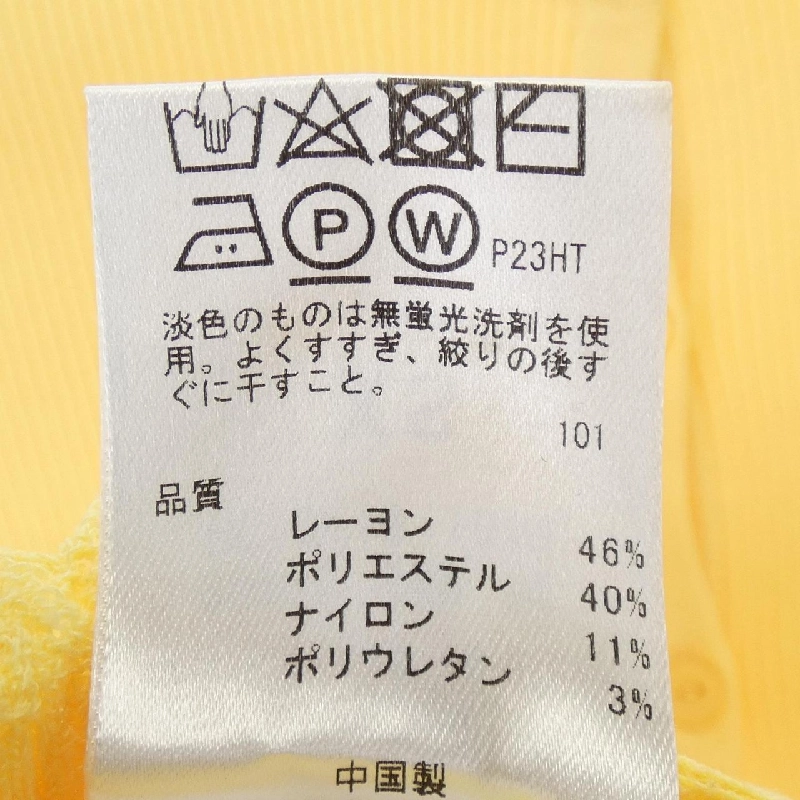 P W P23HT
淡色のものは無蛍光洗剤を使
用。よくすすぎ、絞りの後す
ぐに干すこと。
101
品質
レーヨン 46%
ポリエステル 40%
ナイロン 11%
ポリウレタン 3%
中国製